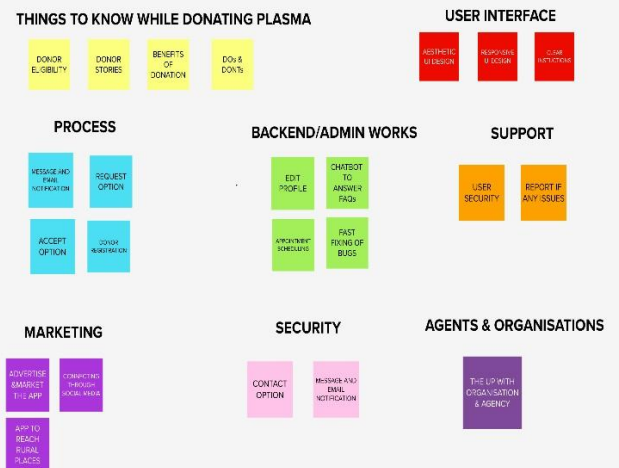 THINGS TO KNOW WHILE DONATING PLASMA
DONOR
ELIGIBILITY
DONOR
STORIES
BENEFITS
OF
DONATION
DOs &
DONTs
USER INTERFACE
AESTHETIC
UI DESIGN
RESPONSIVE
UI DESIGN
CLEAR
INSTUCTIONS
PROCESS
MESSAGE AND
EMAIL
NOTIFICATION
REQUEST
OPTION
ACCEPT
OPTION
DONOR
REGISTRATION
BACKEND/ADMIN WORKS
EDIT
PROFILE
CHATBOT
TO
ANSWER
FAQs
APPOINTMENT
SCHEDULING
FAST
FIXING OF
BUGS
SUPPORT
USER
SECURITY
REPORT IF
ANY ISSUES
MARKETING
ADVERTISE
&MARKET
THE APP
CONNECTING
THROUGH
SOCIAL MEDIA
APP TO
REACH
RURAL
PLACES
SECURITY
CONTACT
OPTION
MESSAGE AND
EMAIL
NOTIFICATION
AGENTS & ORGANISATIONS
THE UP WITH
ORGANISATION
& AGENCY